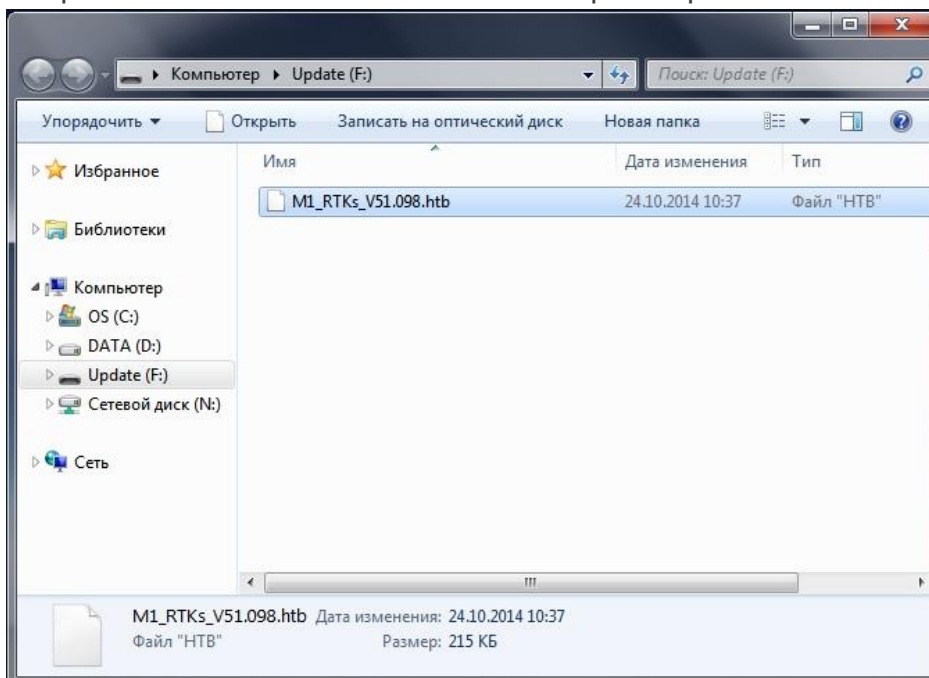 Компьютер ▸ Update (F:)
Поиск: Update (F:)
Упорядочить ▾ Открыть Записать на оптический диск Новая папка
Имя Дата изменения Тип
M1_RTKs_V51.098.htb 24.10.2014 10:37 Файл "HTB"
Избранное
Библиотеки
Компьютер
OS (C:)
DATA (D:)
Update (F:)
Сетевой диск (N:)
Сеть
M1_RTKs_V51.098.htb Дата изменения: 24.10.2014 10:37
Файл "HTB" Размер: 215 КБ